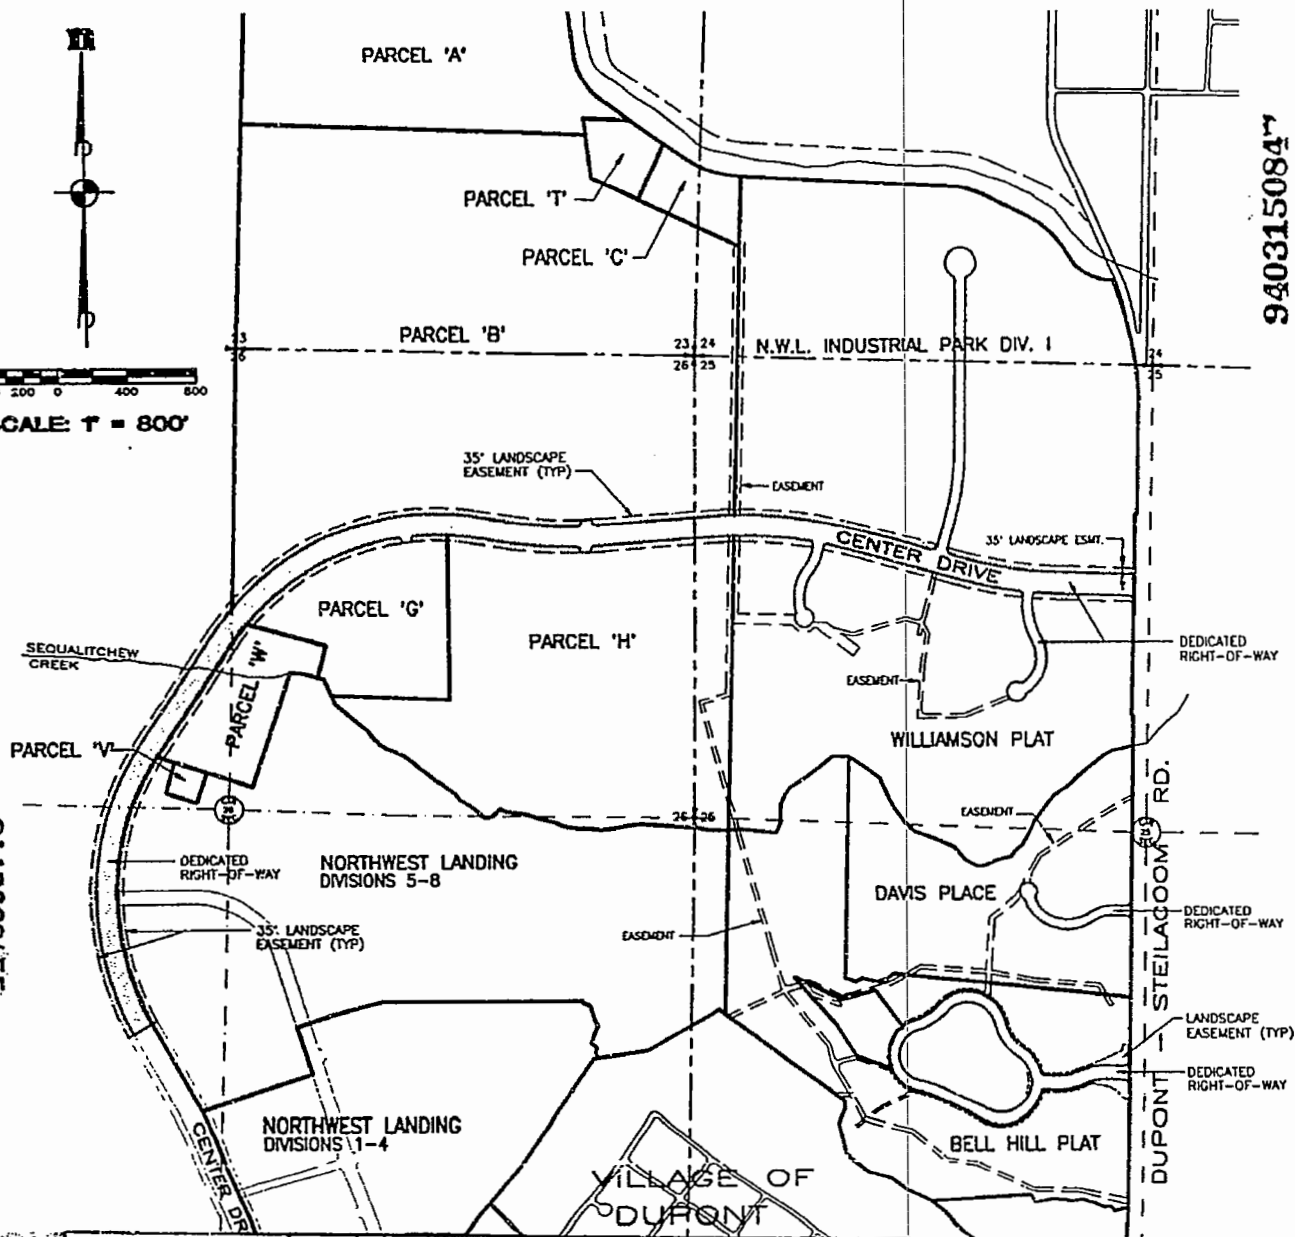 PARCEL 'A'
9403150847
PARCEL 'T'
PARCEL 'C'
PARCEL 'B'
23 24
26 25
N.W.L. INDUSTRIAL PARK DIV. I
24
25
200 0 400 800
SCALE: 1" = 800'
35' LANDSCAPE
EASEMENT (TYP)
EASEMENT
CENTER DRIVE
35' LANDSCAPE ESMT.
PARCEL 'G'
PARCEL 'H'
SEQUALITCHEW
CREEK
PARCEL 'W'
DEDICATED
RIGHT-OF-WAY
EASEMENT
PARCEL 'V'
WILLIAMSON PLAT
EASEMENT
DEDICATED
RIGHT-OF-WAY
NORTHWEST LANDING
DIVISIONS 5-8
DAVIS PLACE
DEDICATED
RIGHT-OF-WAY
35' LANDSCAPE
EASEMENT (TYP)
EASEMENT
DUPONT - STEILACOOM RD.
LANDSCAPE
EASEMENT (TYP)
DEDICATED
RIGHT-OF-WAY
NORTHWEST LANDING
DIVISIONS 1-4
BELL HILL PLAT
CENTER DR
VILLAGE OF
DUPONT